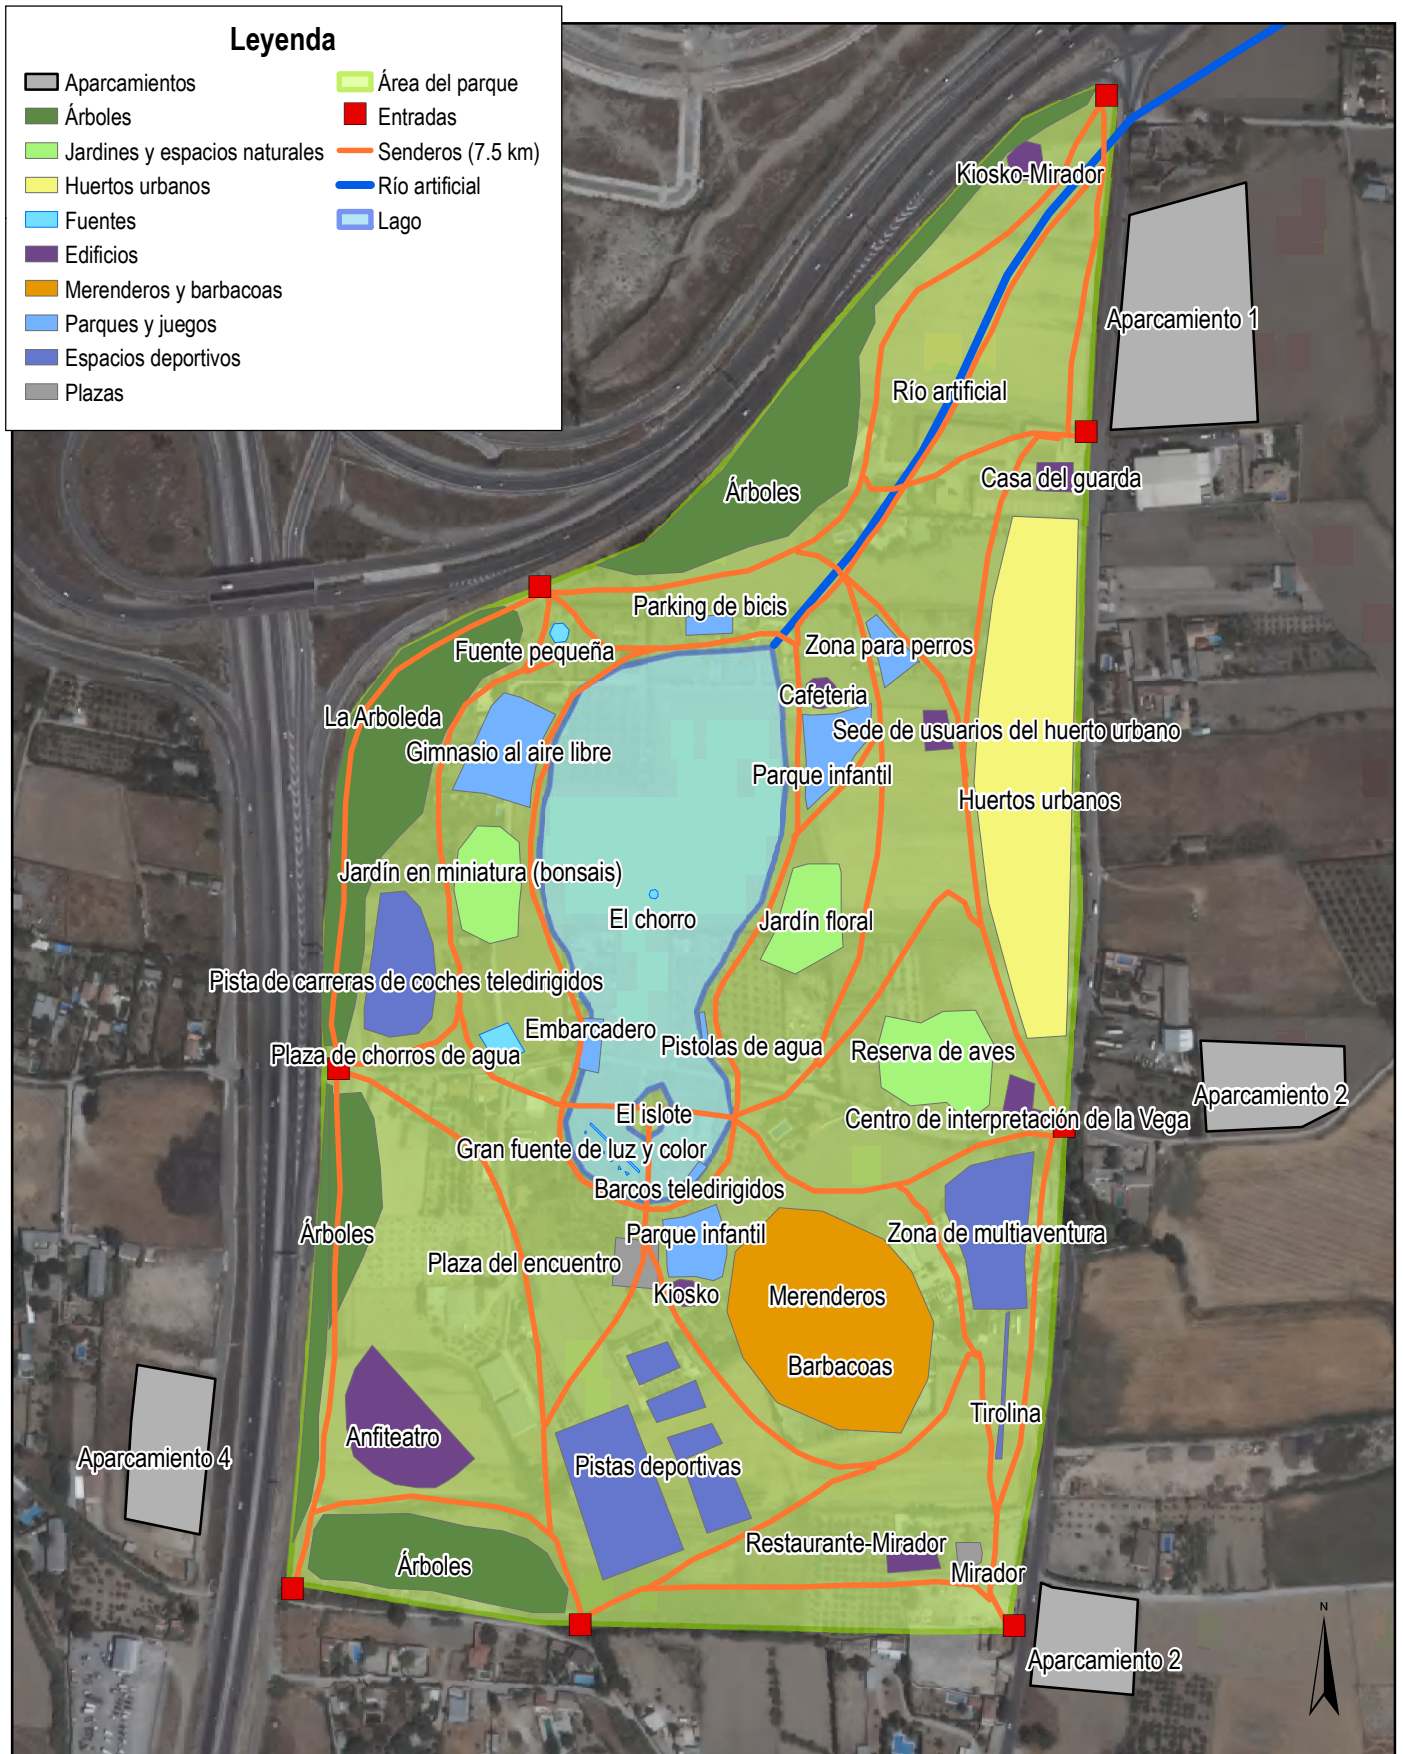 Leyenda
Aparcamientos
Árboles
Jardines y espacios naturales
Huertos urbanos
Fuentes
Edificios
Merenderos y barbacoas
Parques y juegos
Espacios deportivos
Plazas
Área del parque
Entradas
Senderos (7.5 km)
Río artificial
Lago
Kiosko-Mirador
Aparcamiento 1
Río artificial
Casa del guarda
Árboles
Parking de bicis
Fuente pequeña
Zona para perros
Cafeteria
La Arboleda
Sede de usuarios del huerto urbano
Gimnasio al aire libre
Parque infantil
Huertos urbanos
Jardín en miniatura (bonsais)
El chorro
Jardín floral
Pista de carreras de coches teledirigidos
Embarcadero
Pistolas de agua
Reserva de aves
Plaza de chorros de agua
Aparcamiento 2
El islote
Centro de interpretación de la Vega
Gran fuente de luz y color
Barcos teledirigidos
Árboles
Parque infantil
Zona de multiaventura
Plaza del encuentro
Kiosko
Merenderos
Barbacoas
Tirolina
Anfiteatro
Aparcamiento 4
Pistas deportivas
Restaurante-Mirador
Árboles
Mirador
N
Aparcamiento 2